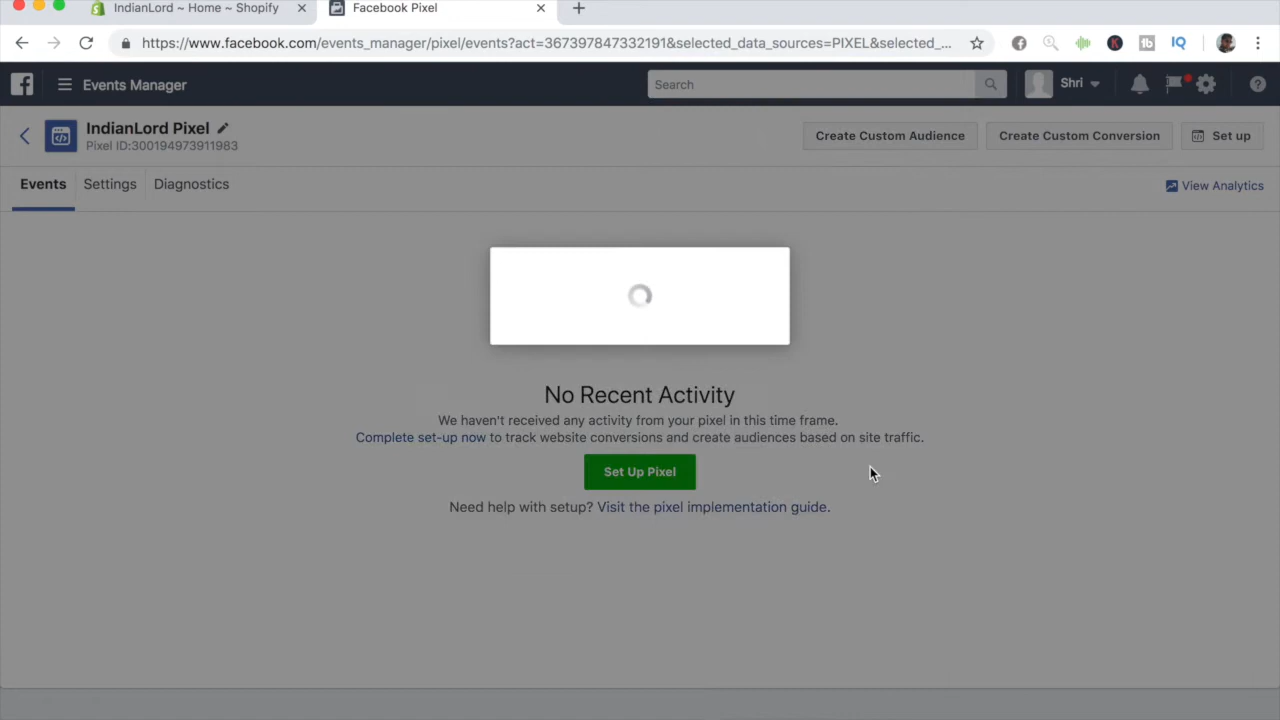 IndianLord ~ Home ~ Shopify
Facebook Pixel
https://www.facebook.com/events_manager/pixel/events?act=367397847332191&selected_data_sources=PIXEL&selected_...
Events Manager
Search
Shri
IndianLord Pixel
Pixel ID:300194973911983
Create Custom Audience
Create Custom Conversion
Set up
Events
Settings
Diagnostics
View Analytics
No Recent Activity
We haven't received any activity from your pixel in this time frame.
Complete set-up now to track website conversions and create audiences based on site traffic.
Set Up Pixel
Need help with setup? Visit the pixel implementation guide.